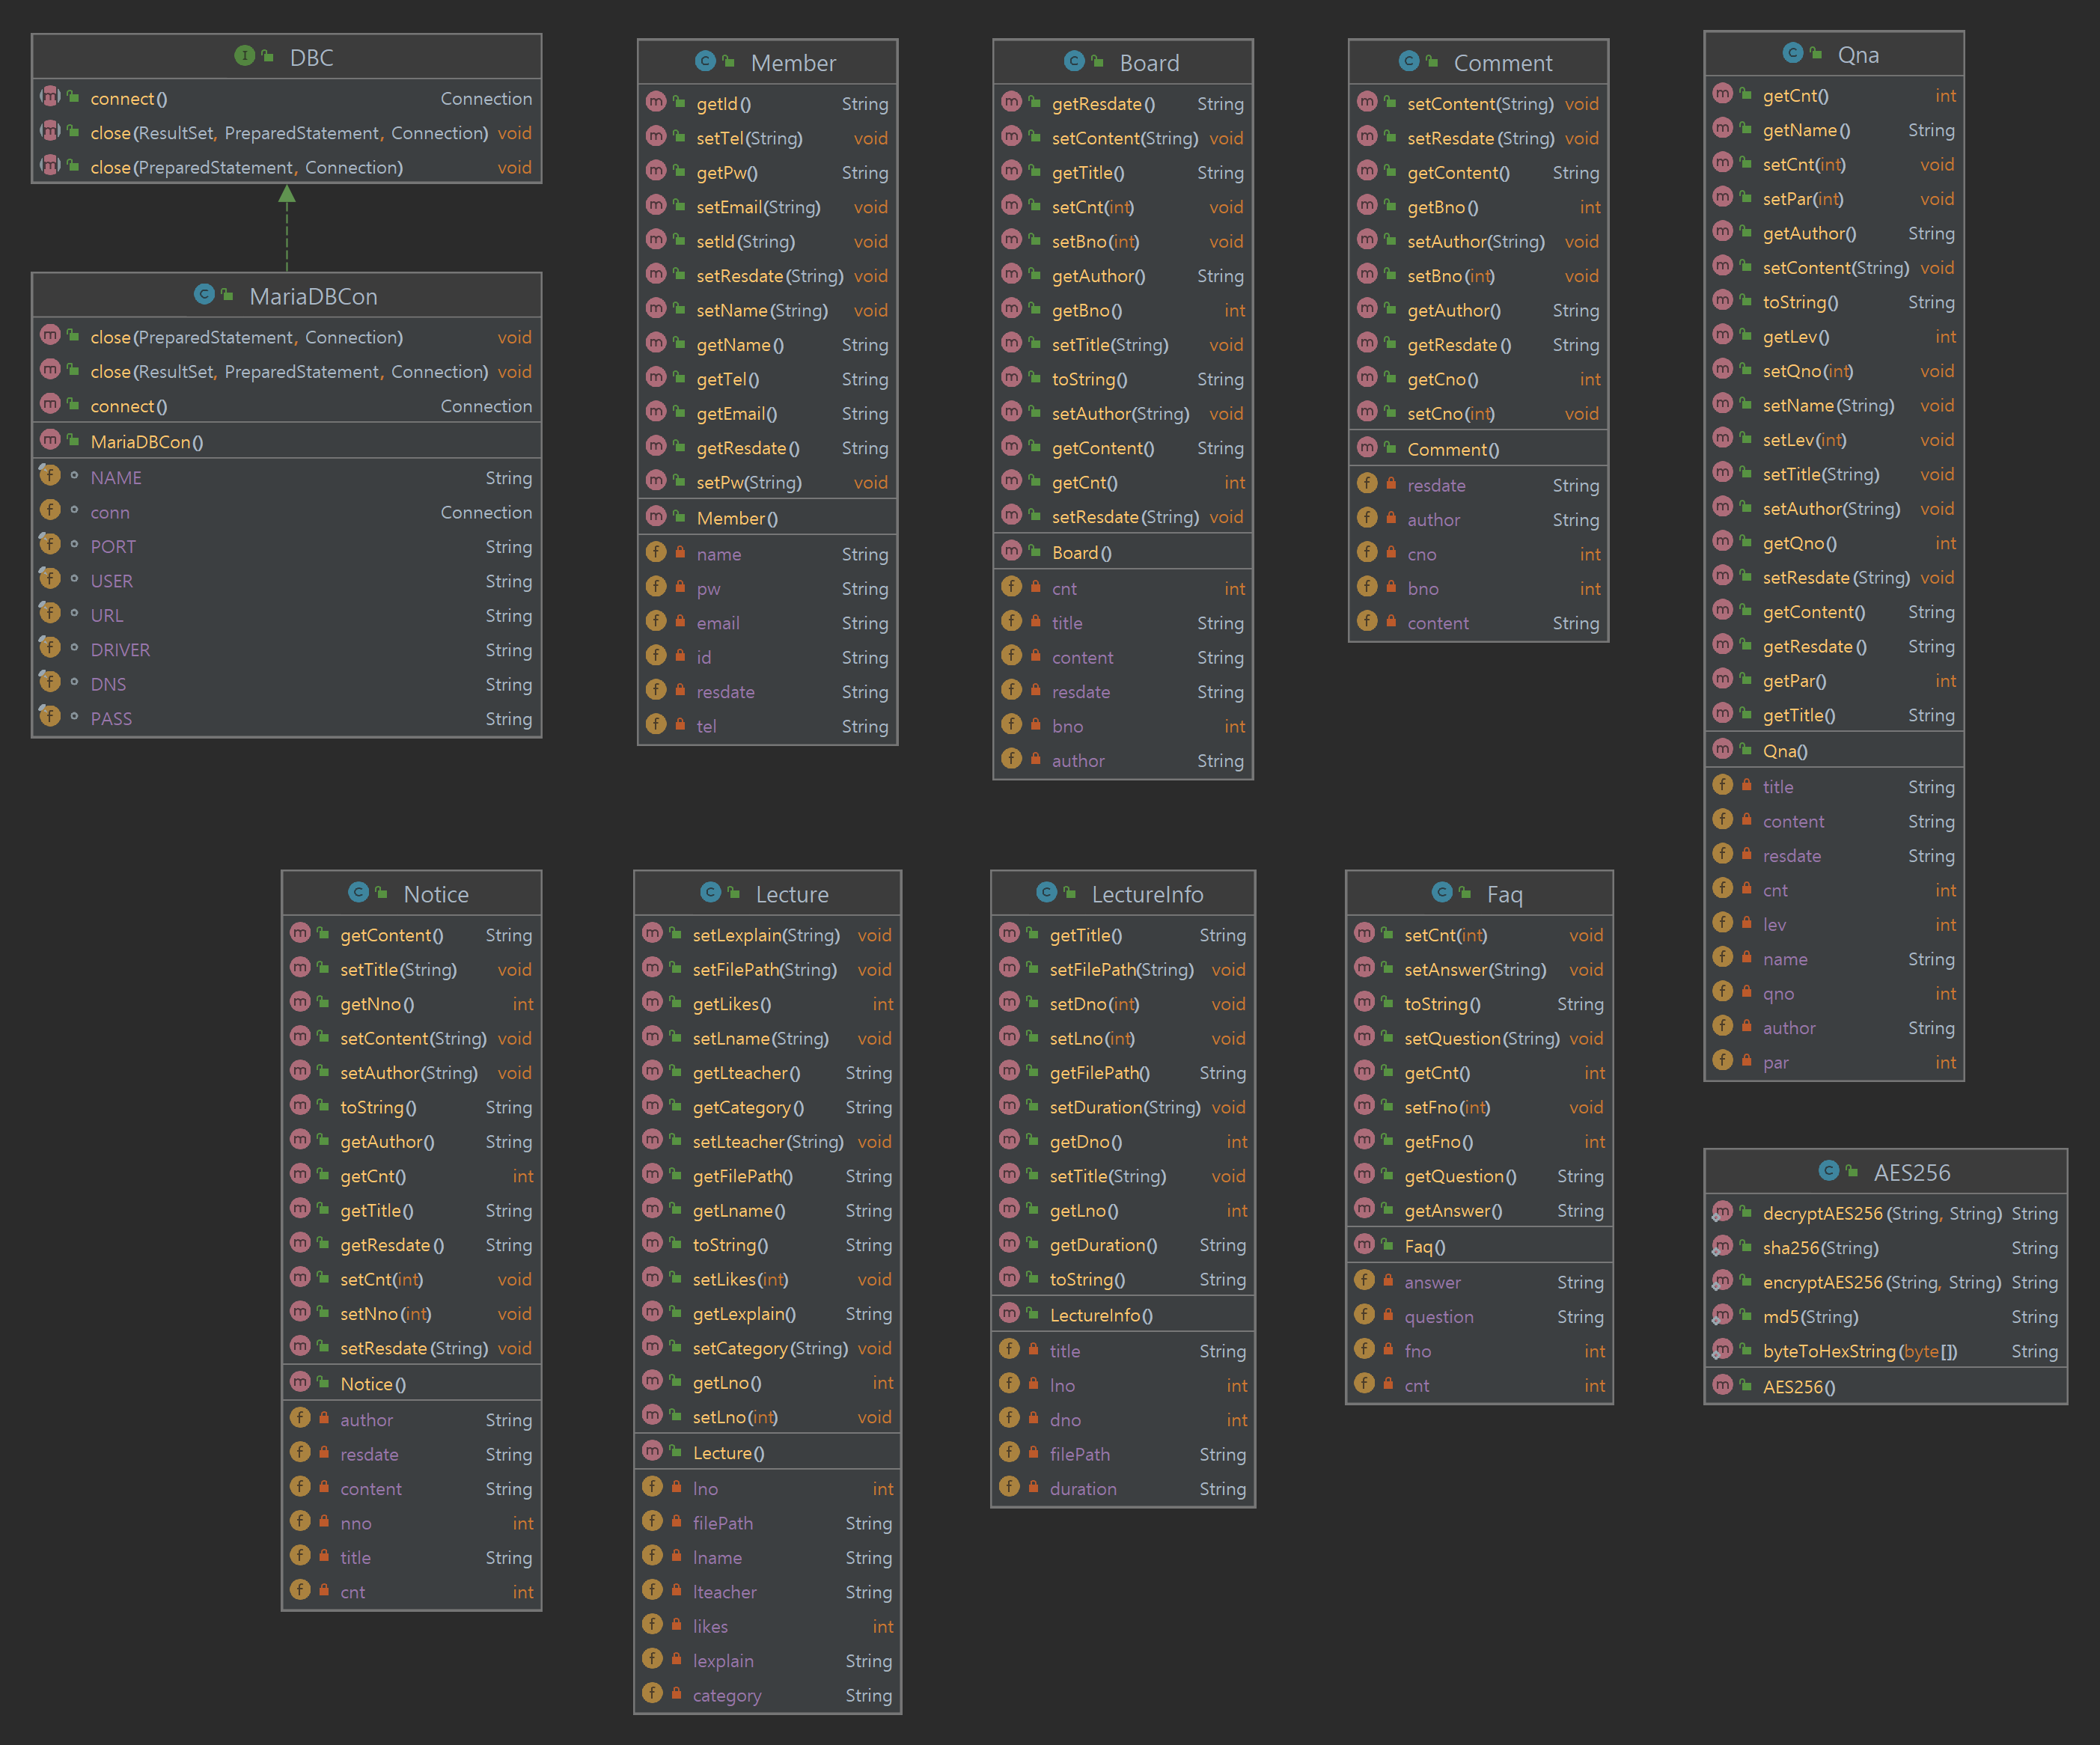 DBC
connect() Connection
close(ResultSet, PreparedStatement, Connection) void
close(PreparedStatement, Connection) void
MariaDBCon
close(PreparedStatement, Connection) void
close(ResultSet, PreparedStatement, Connection) void
connect() Connection
MariaDBCon()
NAME String
conn Connection
PORT String
USER String
URL String
DRIVER String
DNS String
PASS String
Member
getId() String
setTel(String) void
getPw() String
setEmail(String) void
setId(String) void
setResdate(String) void
setName(String) void
getName() String
getTel() String
getEmail() String
getResdate() String
setPw(String) void
Member()
name String
pw String
email String
id String
resdate String
tel String
Board
getResdate() String
setContent(String) void
getTitle() String
setCnt(int) void
setBno(int) void
getAuthor() String
getBno() int
setTitle(String) void
toString() String
setAuthor(String) void
getContent() String
getCnt() int
setResdate(String) void
Board()
cnt int
title String
content String
resdate String
bno int
author String
Comment
setContent(String) void
setResdate(String) void
getContent() String
getBno() int
setAuthor(String) void
setBno(int) void
getAuthor() String
getResdate() String
getCno() int
setCno(int) void
Comment()
resdate String
author String
cno int
bno int
content String
Qna
getCnt() int
getName() String
setCnt(int) void
setPar(int) void
getAuthor() String
setContent(String) void
toString() String
getLev() int
setQno(int) void
setName(String) void
setLev(int) void
setTitle(String) void
setAuthor(String) void
getQno() int
setResdate(String) void
getContent() String
getResdate() String
getPar() int
getTitle() String
Qna()
title String
content String
resdate String
cnt int
lev int
name String
qno int
author String
par int
Notice
getContent() String
setTitle(String) void
getNno() int
setContent(String) void
setAuthor(String) void
toString() String
getAuthor() String
getCnt() int
getTitle() String
getResdate() String
setCnt(int) void
setNno(int) void
setResdate(String) void
Notice()
author String
resdate String
content String
nno int
title String
cnt int
Lecture
setLexplain(String) void
setFilePath(String) void
getLikes() int
setLname(String) void
getLteacher() String
getCategory() String
setLteacher(String) void
getFilePath() String
getLname() String
toString() String
setLikes(int) void
getLexplain() String
setCategory(String) void
getLno() int
setLno(int) void
Lecture()
lno int
filePath String
lname String
lteacher String
likes int
lexplain String
category String
LectureInfo
getTitle() String
setFilePath(String) void
setDno(int) void
setLno(int) void
getFilePath() String
setDuration(String) void
getDno() int
setTitle(String) void
getLno() int
getDuration() String
toString() String
LectureInfo()
title String
lno int
dno int
filePath String
duration String
Faq
setCnt(int) void
setAnswer(String) void
toString() String
setQuestion(String) void
getCnt() int
setFno(int) void
getFno() int
getQuestion() String
getAnswer() String
Faq()
answer String
question String
fno int
cnt int
AES256
decryptAES256(String, String) String
sha256(String) String
encryptAES256(String, String) String
md5(String) String
byteToHexString(byte[]) String
AES256()